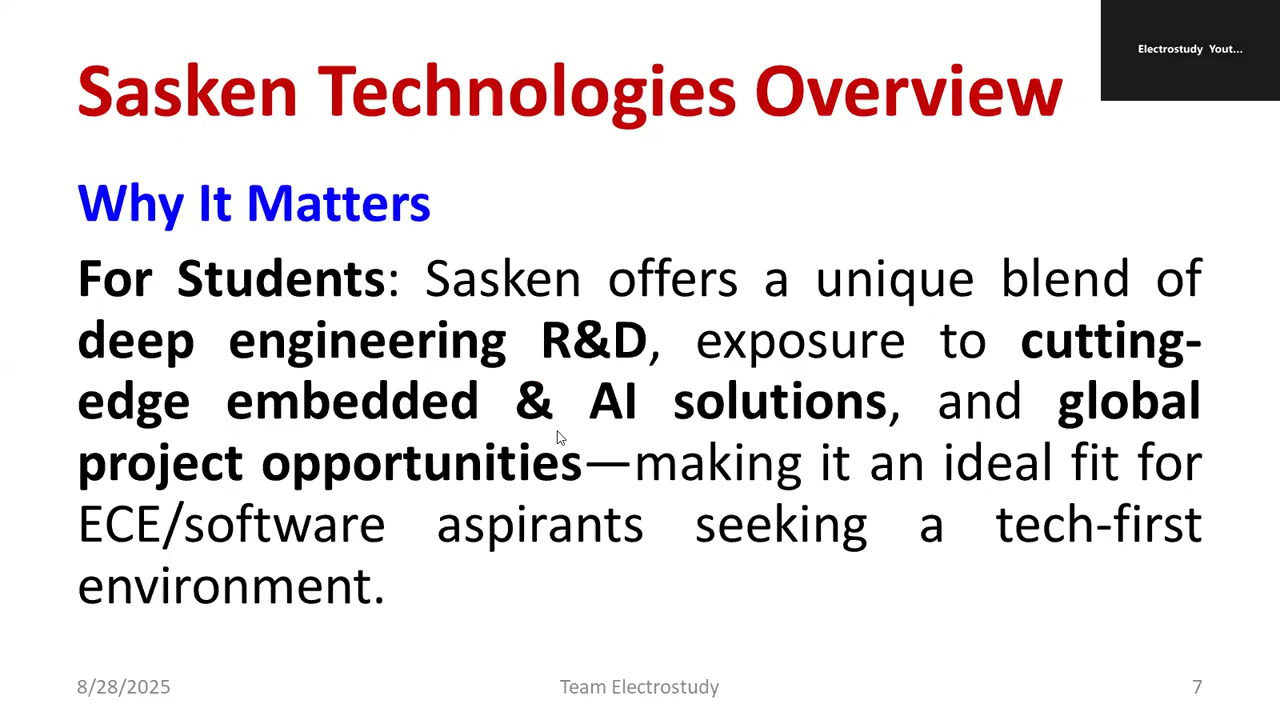 Sasken Technologies Overview
Electrostudy Yout...
Why It Matters
For Students: Sasken offers a unique blend of
deep engineering R&D, exposure to cutting-
edge embedded & AI solutions, and global
project opportunities—making it an ideal fit for
ECE/software aspirants seeking a tech-first
environment.
8/28/2025
Team Electrostudy
7